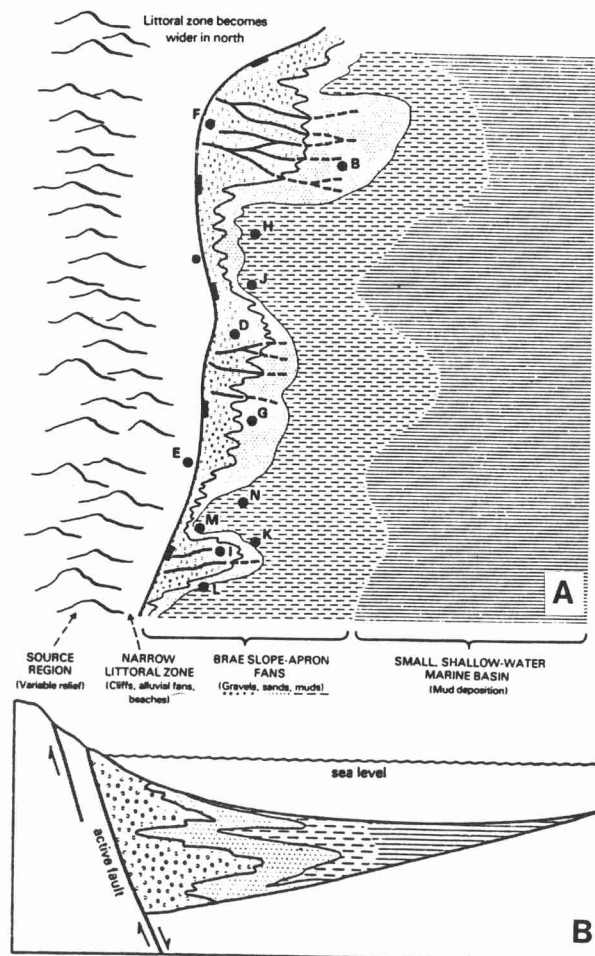 Littoral zone becomes
wider in north
F
B
H
J
D
G
E
N
M
K
I
L
A
SOURCE
REGION
(Variable relief)
NARROW
LITTORAL ZONE
(Cliffs, alluvial fans,
beaches)
BRAE SLOPE-APRON
FANS
(Gravels, sands, muds)
SMALL, SHALLOW-WATER
MARINE BASIN
(Mud deposition)
sea level
active fault
B